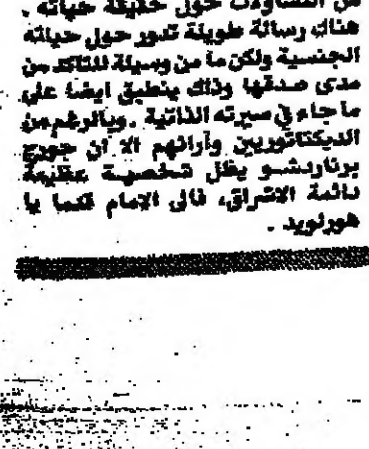 من التساؤلات حول حقيقة حياته .
هناك رسالة طويلة تدور حول حياته
الجنسية ولكن ما من وسيلة للتاكد من
مدى صدقها وذلك ينطبق ايضا على
ما جاء في سيرته الذاتية . وبالرغم من
الديكتاتوريين وآرائهم الا ان جورج
برناردشو يظل شخصية عظيمة
دائمة الاشراق، فالى الامام قدما يا
هورلويد .